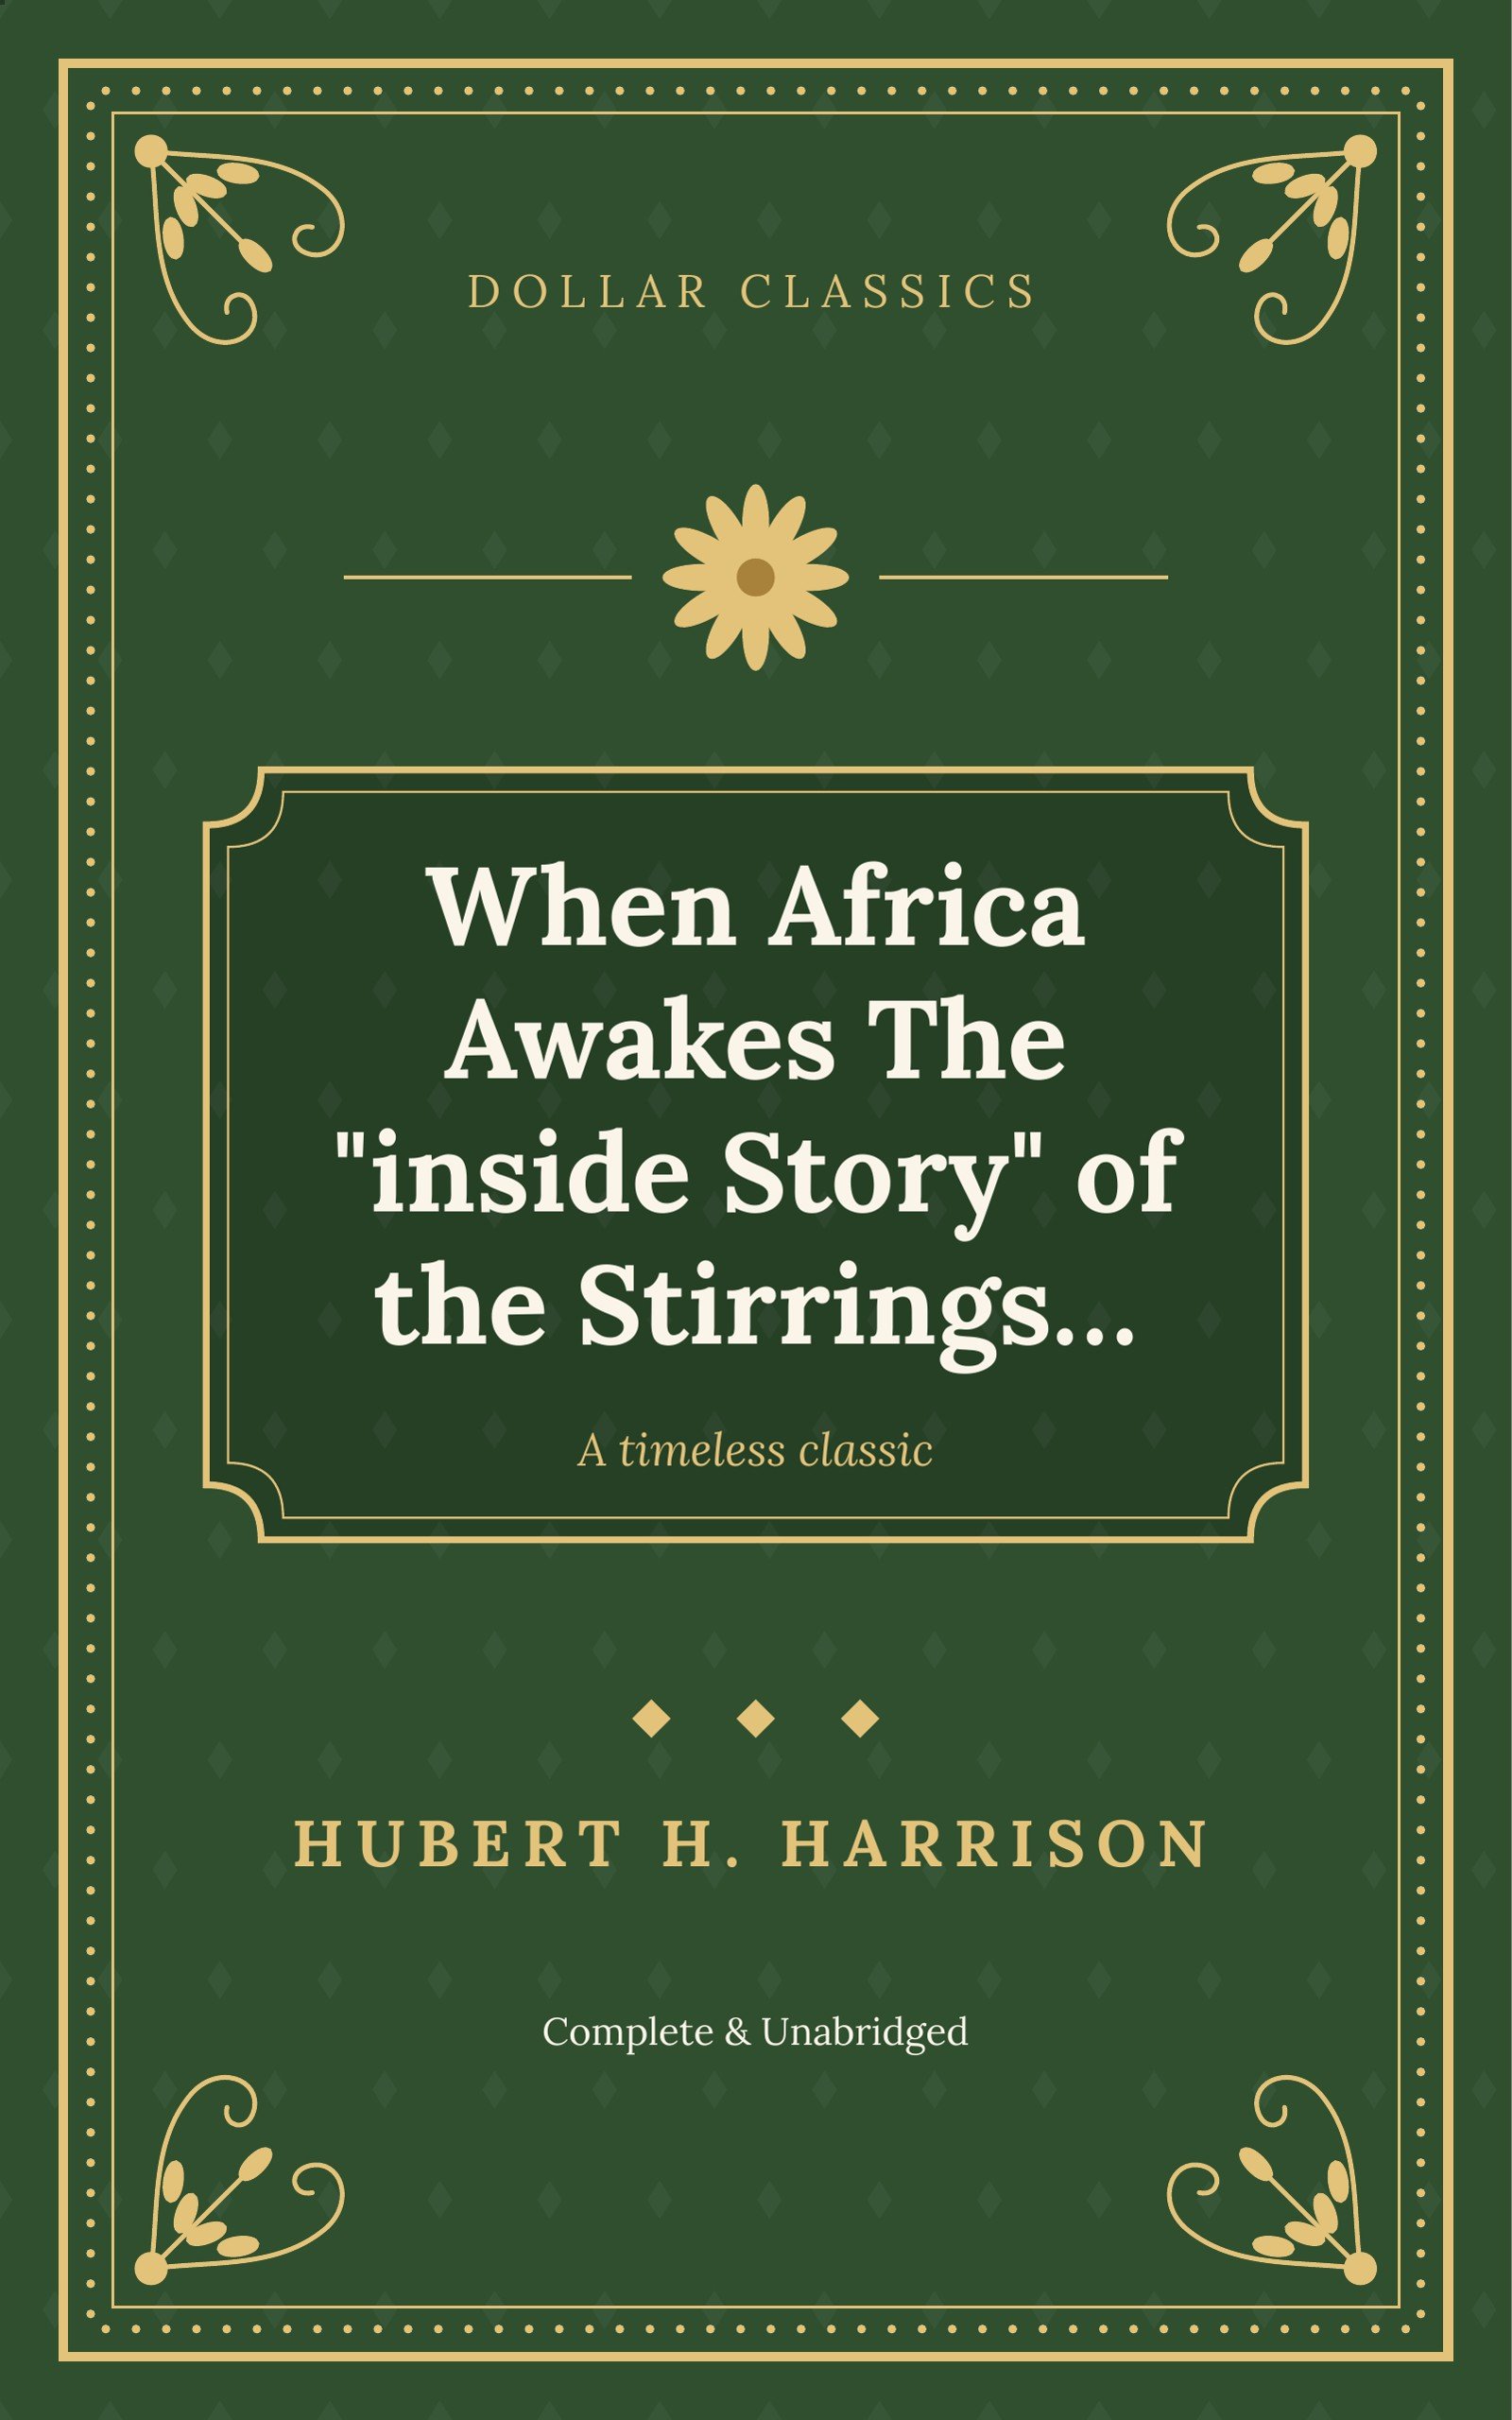 DOLLAR CLASSICS
When Africa
Awakes The
"inside Story" of
the Stirrings...
A timeless classic
HUBERT H. HARRISON
Complete & Unabridged